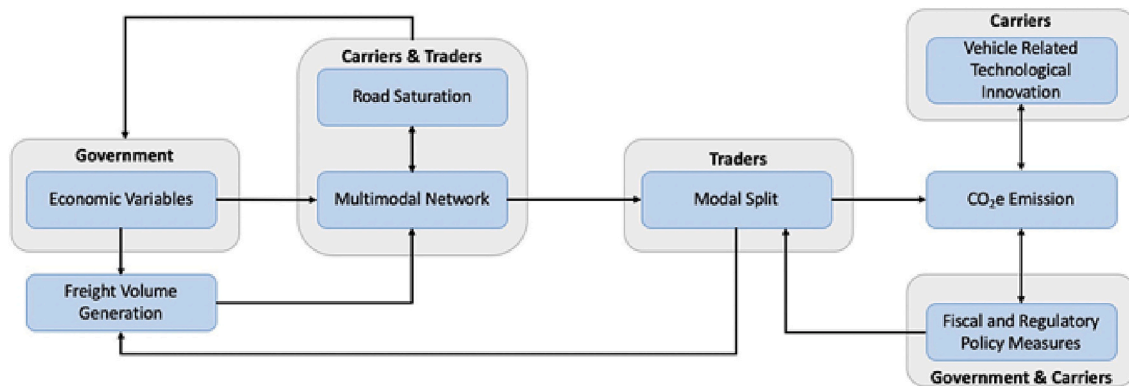 Carriers
Vehicle Related
Technological
Innovation
Carriers & Traders
Road Saturation
Government
Economic Variables
Multimodal Network
Traders
Modal Split
CO₂e Emission
Freight Volume
Generation
Fiscal and Regulatory
Policy Measures
Government & Carriers